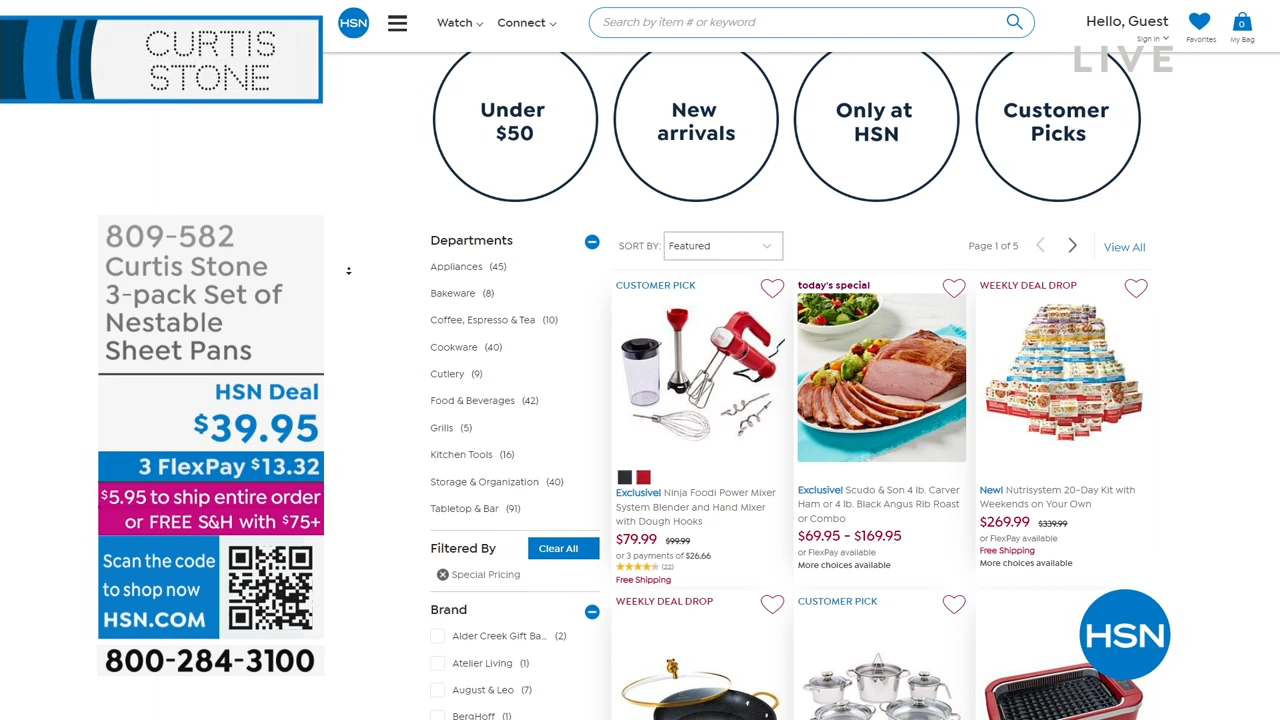 CURTIS
STONE
HSN
Watch
Connect
Search by item # or keyword
Hello, Guest
Sign in
Favorites
0
My Bag
LIVE
Under
$50
New
arrivals
Only at
HSN
Customer
Picks
809-582
Curtis Stone
3-pack Set of
Nestable
Sheet Pans
HSN Deal
$39.95
3 FlexPay $13.32
$5.95 to ship entire order
or FREE S&H with $75+
Scan the code
to shop now
HSN.COM
800-284-3100
Departments
Appliances (45)
Bakeware (8)
Coffee, Espresso & Tea (10)
Cookware (40)
Cutlery (9)
Food & Beverages (42)
Grills (5)
Kitchen Tools (16)
Storage & Organization (40)
Tabletop & Bar (91)
Filtered By
Clear All
Special Pricing
Brand
Alder Creek Gift Ba... (2)
Atelier Living (1)
August & Leo (7)
BergHoff (1)
SORT BY:
Featured
Page 1 of 5
View All
CUSTOMER PICK
Exclusive! Ninja Foodi Power Mixer
System Blender and Hand Mixer
with Dough Hooks
$79.99 $99.99
or 3 payments of $26.66
(22)
Free Shipping
today's special
Exclusive! Scudo & Son 4 lb. Carver
Ham or 4 lb. Black Angus Rib Roast
or Combo
$69.95 - $169.95
or FlexPay available
More choices available
WEEKLY DEAL DROP
New! Nutrisystem 20-Day Kit with
Weekends on Your Own
$269.99 $339.99
or FlexPay available
Free Shipping
More choices available
WEEKLY DEAL DROP
CUSTOMER PICK
HSN